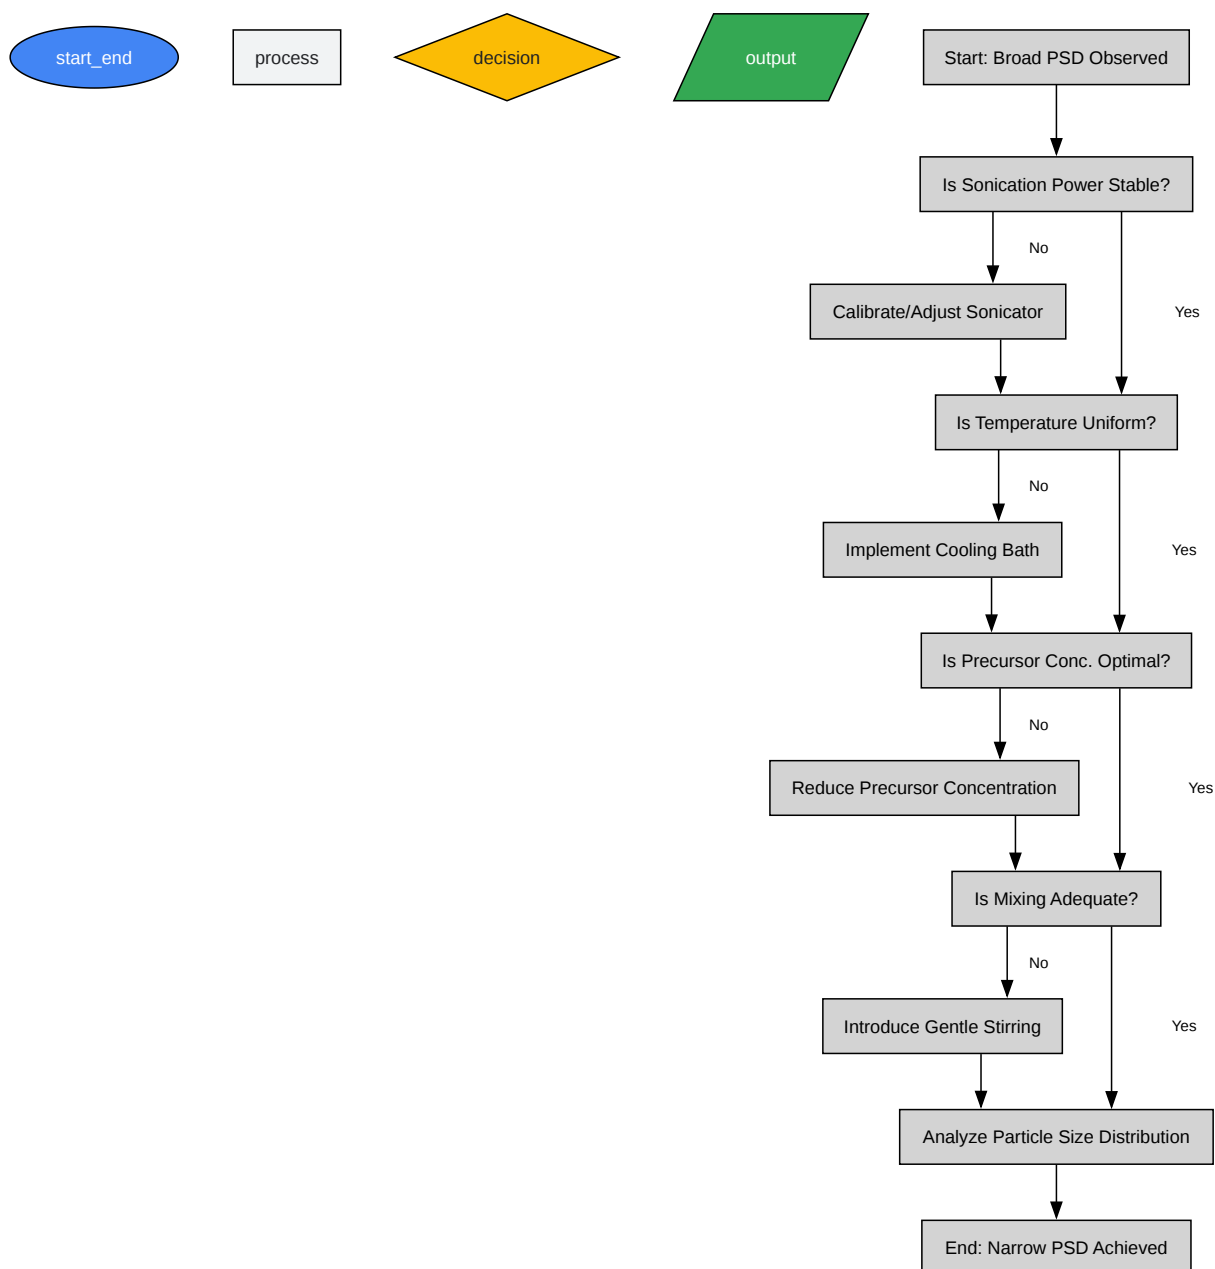 start_end
process
decision
output
Start: Broad PSD Observed
Is Sonication Power Stable?
No
Calibrate/Adjust Sonicator
Yes
Is Temperature Uniform?
No
Implement Cooling Bath
Yes
Is Precursor Conc. Optimal?
No
Reduce Precursor Concentration
Yes
Is Mixing Adequate?
No
Introduce Gentle Stirring
Yes
Analyze Particle Size Distribution
End: Narrow PSD Achieved